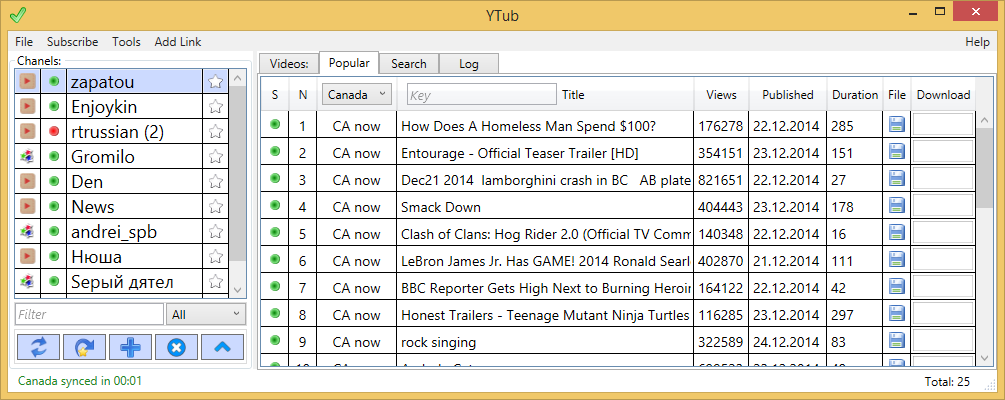 YTub
File Subscribe Tools Add Link Help
Chanels:
zapatou
Enjoykin
rtrussian (2)
Gromilo
Den
News
andrei_spb
Нюша
Sерый дятел
Filter All
Videos: Popular Search Log
S N Canada Key Title Views Published Duration File Download
1 CA now How Does A Homeless Man Spend $100? 176278 22.12.2014 285
2 CA now Entourage - Official Teaser Trailer [HD] 354151 23.12.2014 151
3 CA now Dec21 2014 lamborghini crash in BC AB plate 821651 22.12.2014 27
4 CA now Smack Down 404443 23.12.2014 178
5 CA now Clash of Clans: Hog Rider 2.0 (Official TV Comm 140348 22.12.2014 16
6 CA now LeBron James Jr. Has GAME! 2014 Ronald Searl 402870 21.12.2014 111
7 CA now BBC Reporter Gets High Next to Burning Heroin 164122 22.12.2014 42
8 CA now Honest Trailers - Teenage Mutant Ninja Turtles 116285 23.12.2014 297
9 CA now rock singing 322589 24.12.2014 83
Canada synced in 00:01 Total: 25